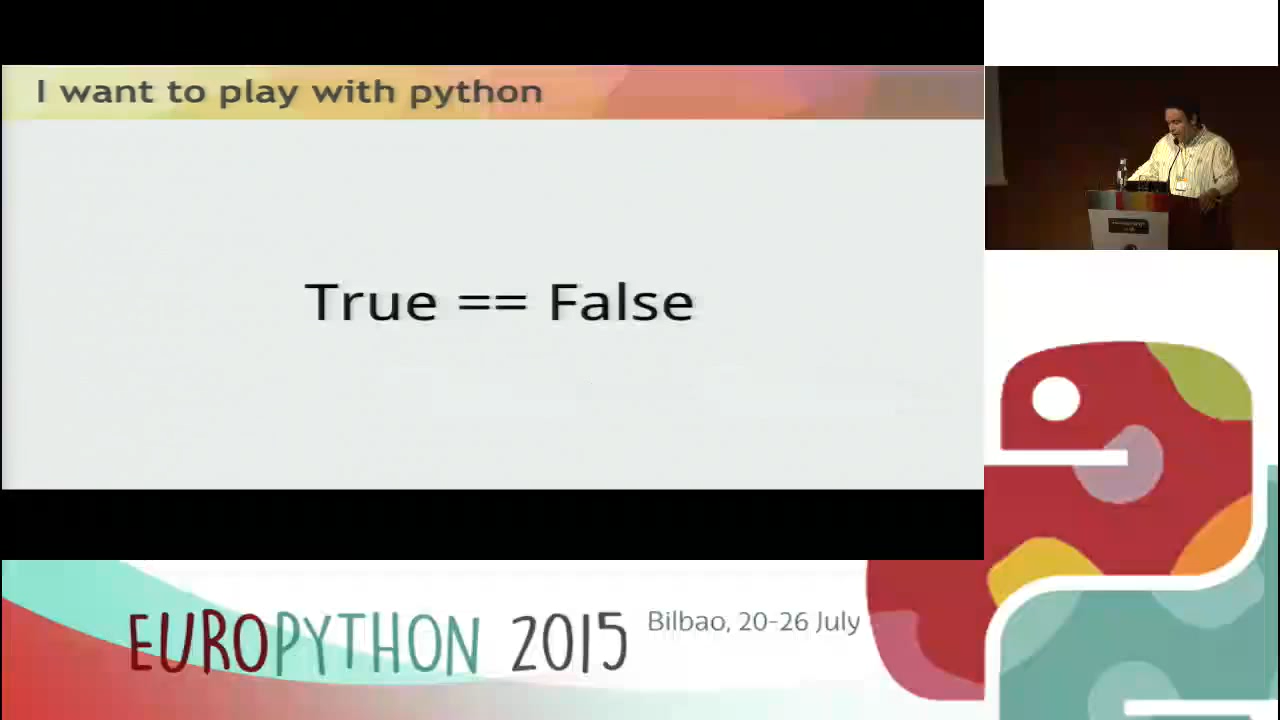 I want to play with python
True == False
EUROPYTHON 2015
Bilbao, 20-26 July